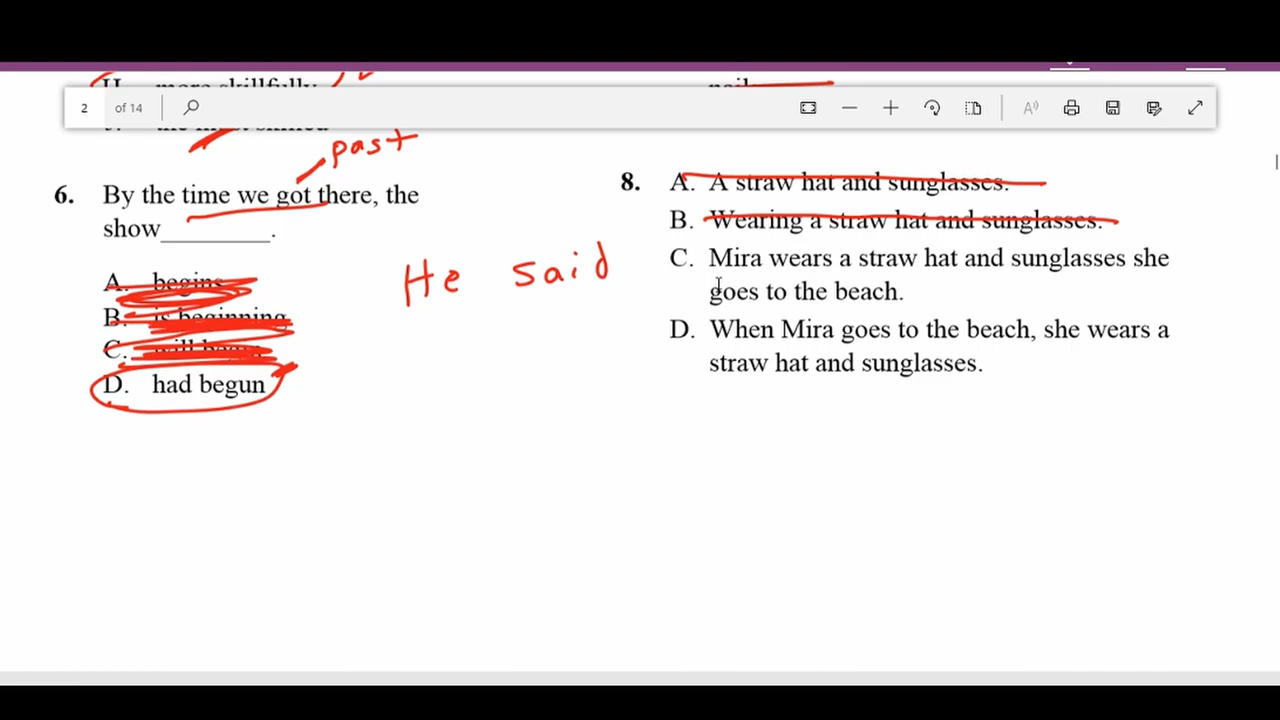 2 of 14
past
6. By the time we got there, the
show________.
A. begins
B. is beginning
C. will begin
D. had begun
He said
8. A. A straw hat and sunglasses.
B. Wearing a straw hat and sunglasses.
C. Mira wears a straw hat and sunglasses she
goes to the beach.
D. When Mira goes to the beach, she wears a
straw hat and sunglasses.